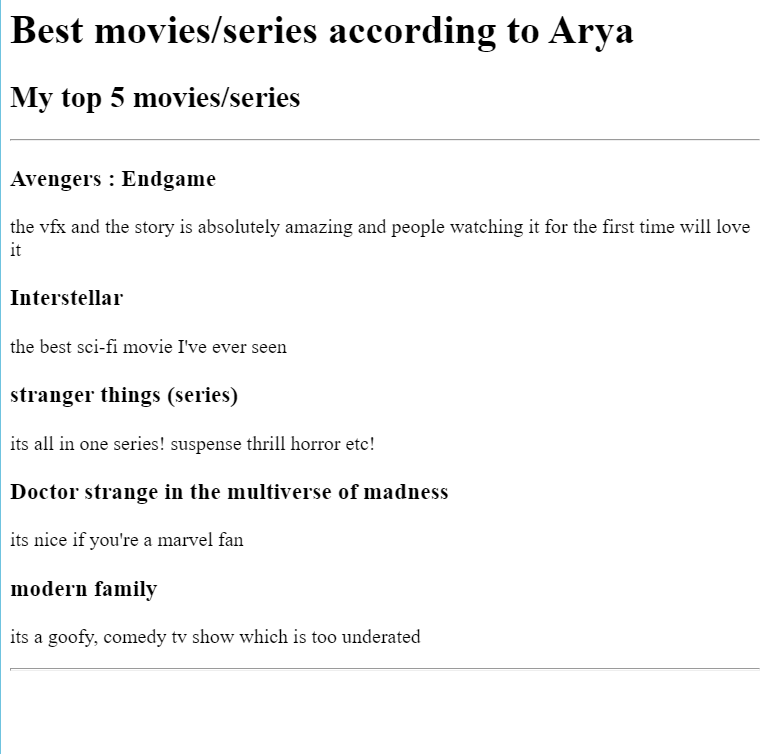 Best movies/series according to Arya
My top 5 movies/series
Avengers : Endgame
the vfx and the story is absolutely amazing and people watching it for the first time will love
it
Interstellar
the best sci-fi movie I've ever seen
stranger things (series)
its all in one series! suspense thrill horror etc!
Doctor strange in the multiverse of madness
its nice if you're a marvel fan
modern family
its a goofy, comedy tv show which is too underated